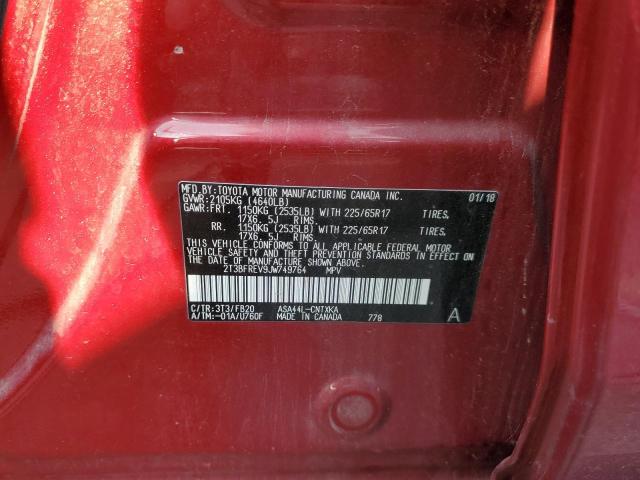 MFD.BY:TOYOTA MOTOR MANUFACTURING CANADA INC. 01/18
GVWR:2105KG (4640LB)
GAWR:FRT. 1150KG (2535LB) WITH 225/65R17 TIRES,
17X6.5J RIMS.
RR. 1150KG (2535LB) WITH 225/65R17 TIRES,
17X6.5J RIMS.
THIS VEHICLE CONFORMS TO ALL APPLICABLE FEDERAL MOTOR
VEHICLE SAFETY AND THEFT PREVENTION STANDARDS IN EFFECT ON
THE DATE OF MANUFACTURE SHOWN ABOVE.
2T3BFREV9JW749764 MPV
C/TR:3T3/FB20 ASA44L-CNTXKA
A/TM:-01A/U760F MADE IN CANADA 778 A